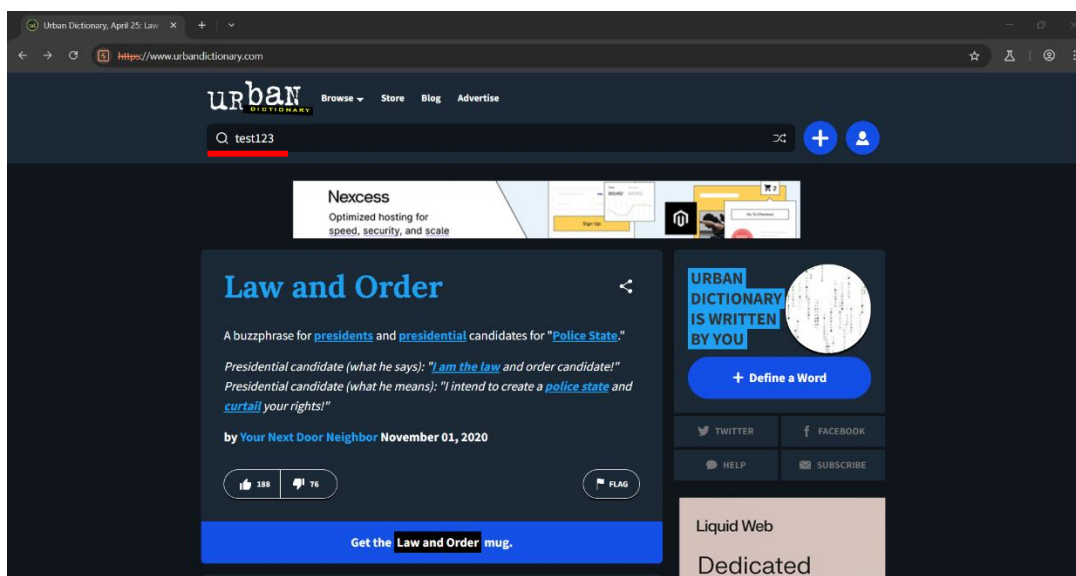 Urban Dictionary, April 25: Law
https://www.urbandictionary.com
urban
DICTIONARY
Browse Store Blog Advertise
test123
Nexcess
Optimized hosting for
speed, security, and scale
Sign Up
Go To Checkout
Law and Order
A buzzphrase for presidents and presidential candidates for "Police State."
Presidential candidate (what he says): "I am the law and order candidate!"
Presidential candidate (what he means): "I intend to create a police state and
curtail your rights!"
by Your Next Door Neighbor November 01, 2020
188 76 FLAG
Get the Law and Order mug.
URBAN
DICTIONARY
IS WRITTEN
BY YOU
+ Define a Word
TWITTER FACEBOOK
HELP SUBSCRIBE
Liquid Web
Dedicated